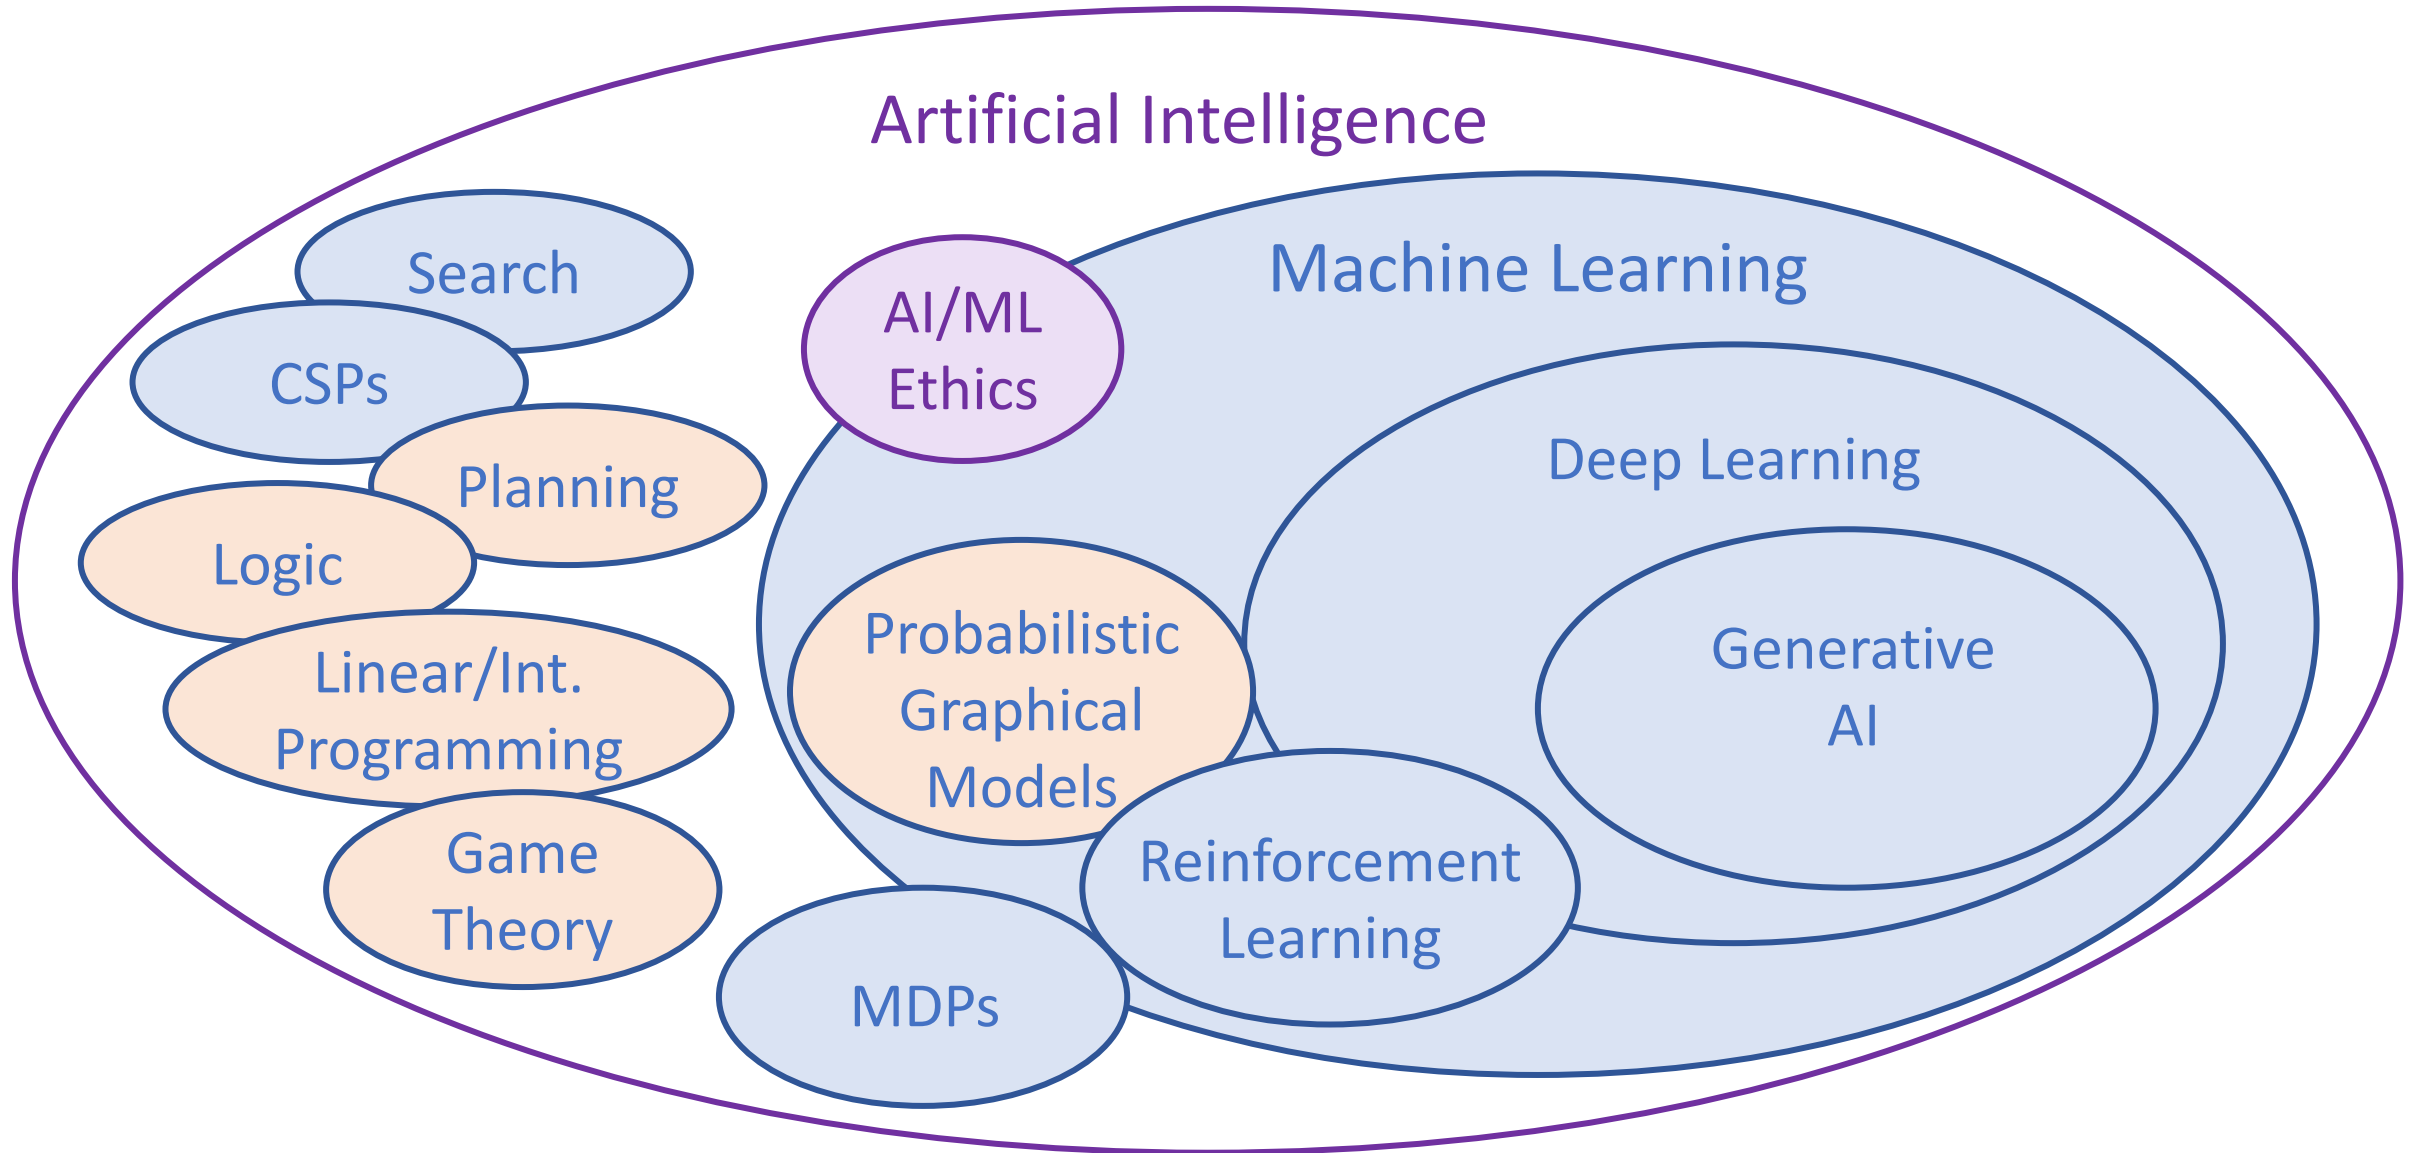 Artificial Intelligence
Search
CSPs
Planning
Logic
Linear/Int.
Programming
Game
Theory
AI/ML
Ethics
Machine Learning
Deep Learning
Generative
AI
Probabilistic
Graphical
Models
Reinforcement
Learning
MDPs